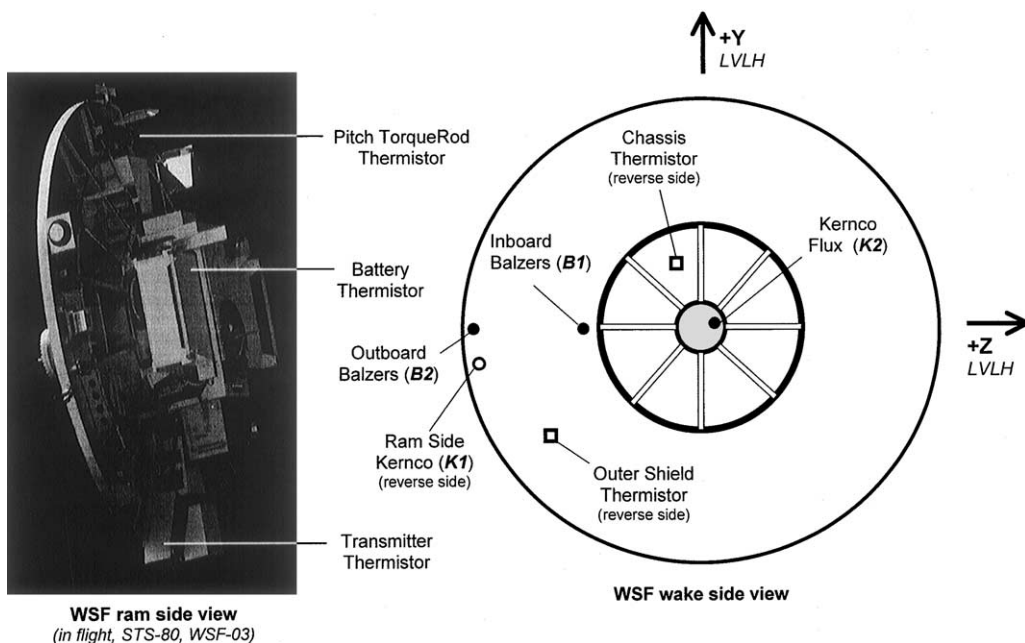 +Y
LVLH
Pitch TorqueRod
Thermistor
Chassis
Thermistor
(reverse side)
Kernco
Flux (K2)
Inboard
Balzers (B1)
Battery
Thermistor
+Z
LVLH
Outboard
Balzers (B2)
Ram Side
Kernco (K1)
(reverse side)
Outer Shield
Thermistor
(reverse side)
Transmitter
Thermistor
WSF wake side view
WSF ram side view
(in flight, STS-80, WSF-03)